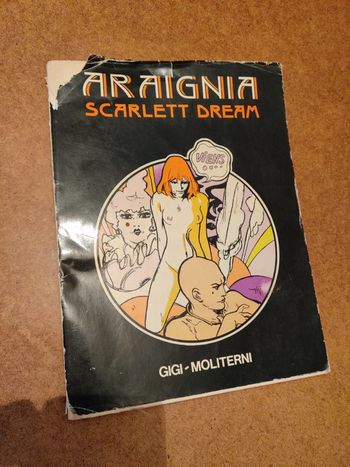 ARAIGNIA
SCARLETT DREAM
VIENS
....
GIGI-MOLITERNI